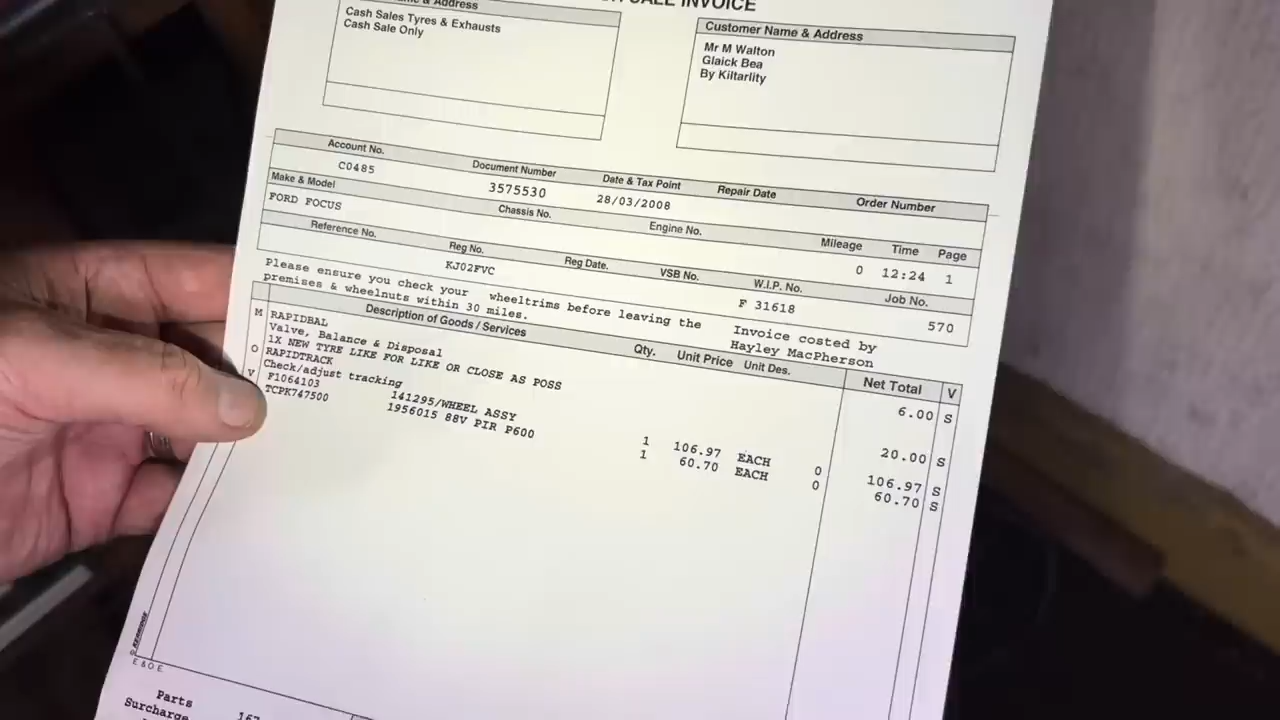 SALE INVOICE
& Address
Cash Sales Tyres & Exhausts
Cash Sale Only
Customer Name & Address
Mr M Walton
Glaick Bea
By Kiltarlity
Account No. Document Number Date & Tax Point Repair Date Order Number
C0485 3575530 28/03/2008
Make & Model Chassis No. Engine No. Mileage Time Page
FORD FOCUS 0 12:24 1
Reference No. Reg No. Reg Date. VSB No. W.I.P. No. Job No.
KJ02FVC F 31618 570
Please ensure you check your wheeltrims before leaving the
premises & wheelnuts within 30 miles.
Invoice costed by
Hayley MacPherson
Description of Goods / Services Qty. Unit Price Unit Des. Net Total V
M RAPIDBAL 6.00 S
Valve, Balance & Disposal
1X NEW TYRE LIKE FOR LIKE OR CLOSE AS POSS
O RAPIDTRACK 20.00 S
Check/adjust tracking
V F1064103 141295/WHEEL ASSY 1 106.97 EACH 0 106.97 S
TCPK747500 1956015 88V PIR P600 1 60.70 EACH 0 60.70 S
KERRIDGE
E & O E
Parts 167
Surcharge